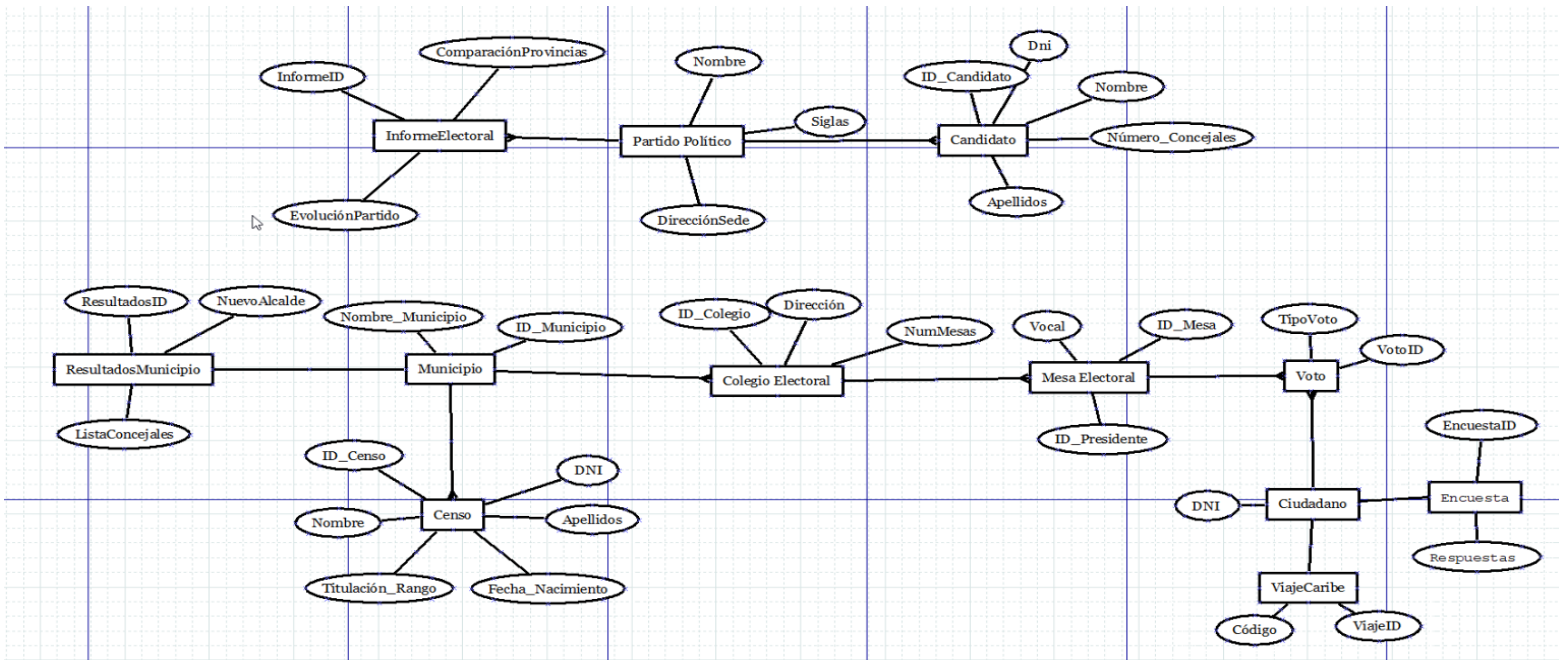 ComparaciónProvincias
InformeID
InformeElectoral
EvoluciónPartido
Nombre
Siglas
Partido Político
DirecciónSede
Dni
ID_Candidato
Nombre
Número_Concejales
Candidato
Apellidos
ResultadosID
NuevoAlcalde
ResultadosMunicipio
ListaConcejales
Nombre_Municipio
ID_Municipio
Municipio
ID_Colegio
Dirección
NumMesas
Colegio Electoral
Vocal
ID_Mesa
Mesa Electoral
ID_Presidente
TipoVoto
VotoID
Voto
ID_Censo
DNI
Nombre
Censo
Apellidos
Titulación_Rango
Fecha_Nacimiento
EncuestaID
DNI
Ciudadano
Encuesta
Respuestas
ViajeCaribe
Código
ViajeID